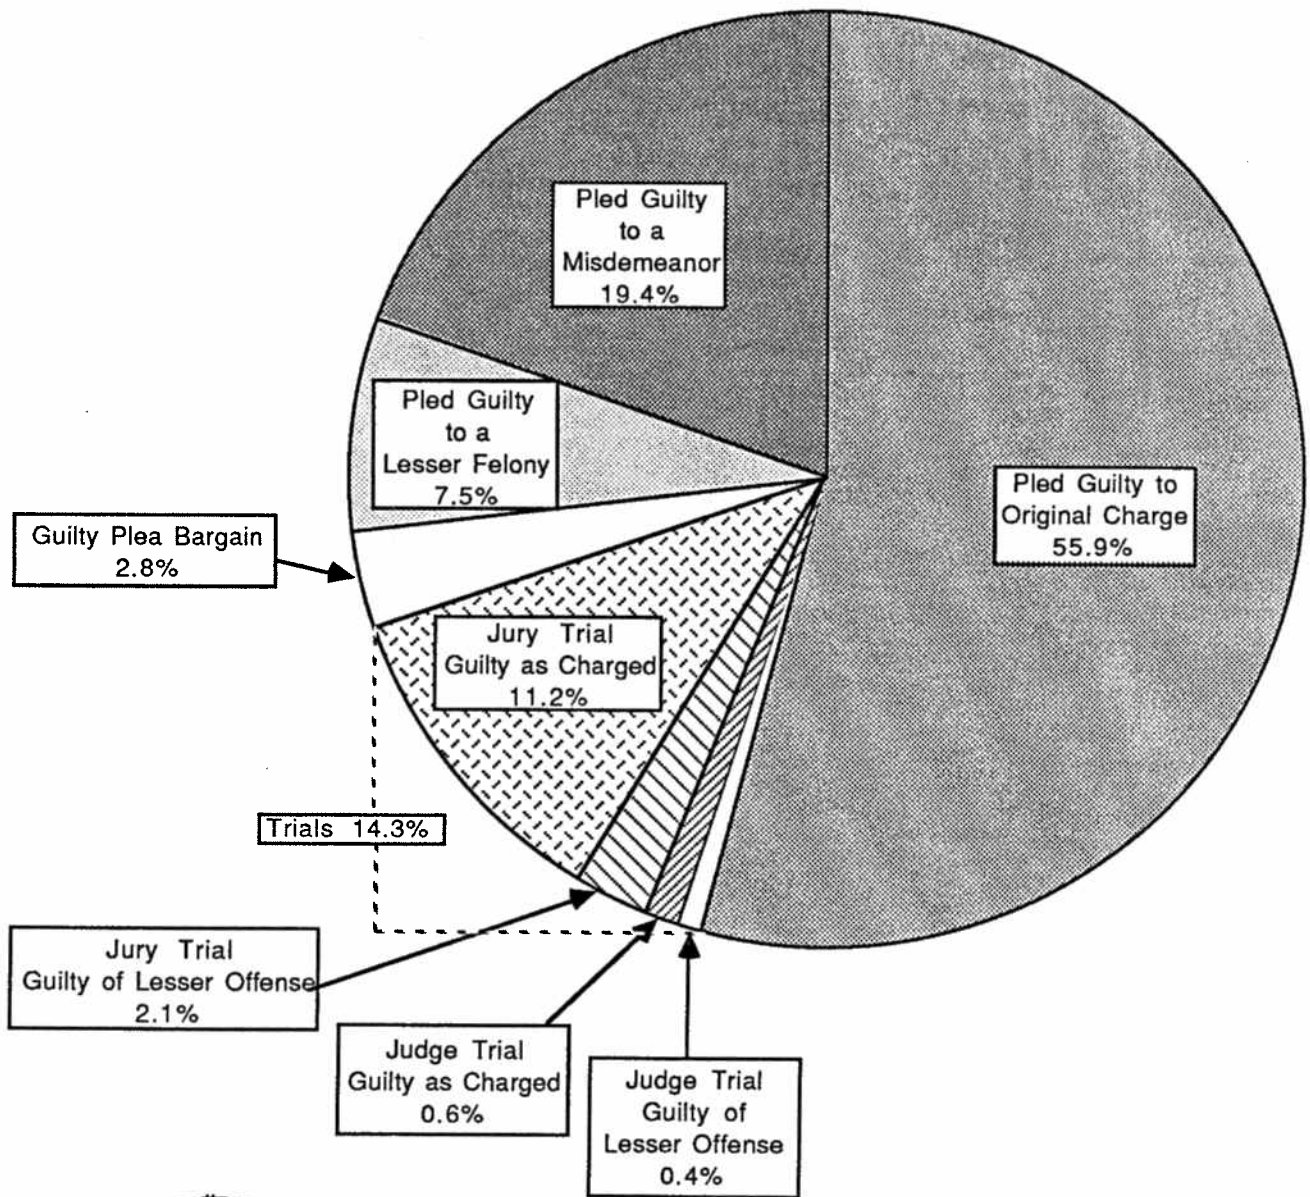 Pled Guilty
to a
Misdemeanor
19.4%
Pled Guilty
to a
Lesser Felony
7.5%
Pled Guilty to
Original Charge
55.9%
Guilty Plea Bargain
2.8%
Jury Trial
Guilty as Charged
11.2%
Trials 14.3%
Jury Trial
Guilty of Lesser Offense
2.1%
Judge Trial
Guilty as Charged
0.6%
Judge Trial
Guilty of
Lesser Offense
0.4%